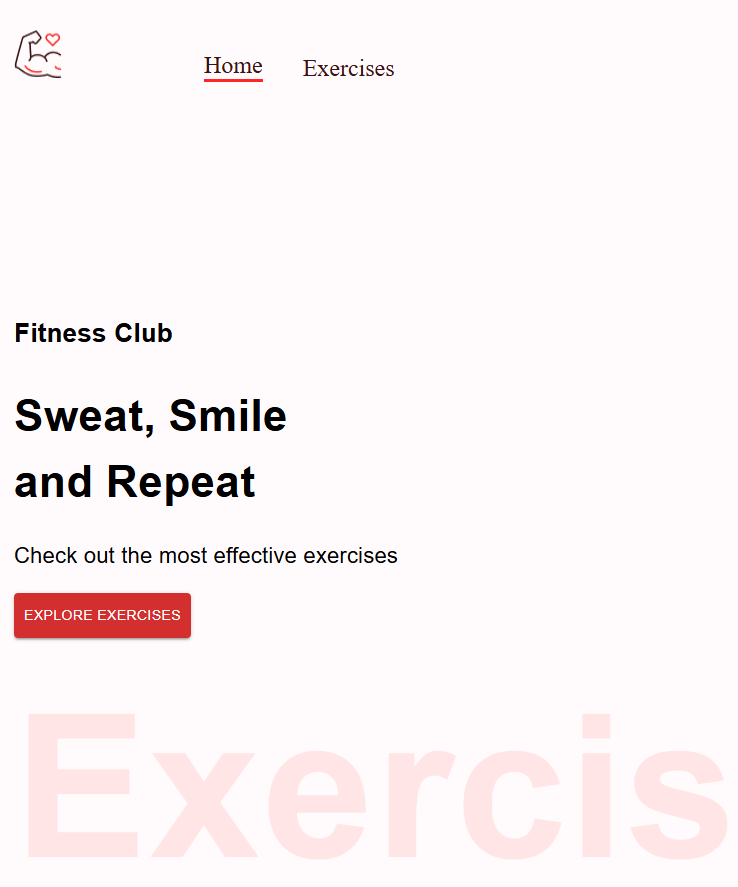 Home Exercises
Fitness Club
Sweat, Smile
and Repeat
Check out the most effective exercises
EXPLORE EXERCISES
Exercis